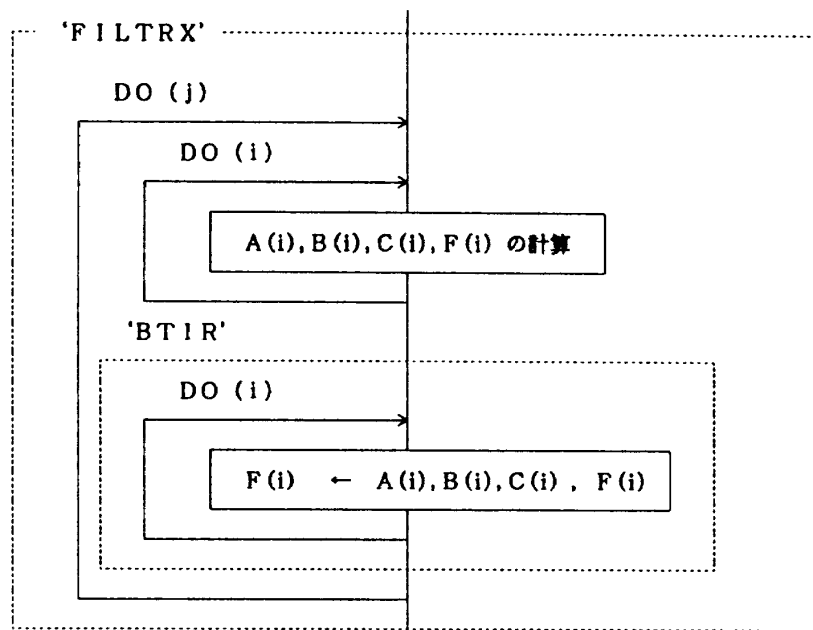 'FILTRX'
DO (j)
DO (i)
A(i), B(i), C(i), F(i) の計算
'BTIR'
DO (i)
F(i) ← A(i), B(i), C(i), F(i)